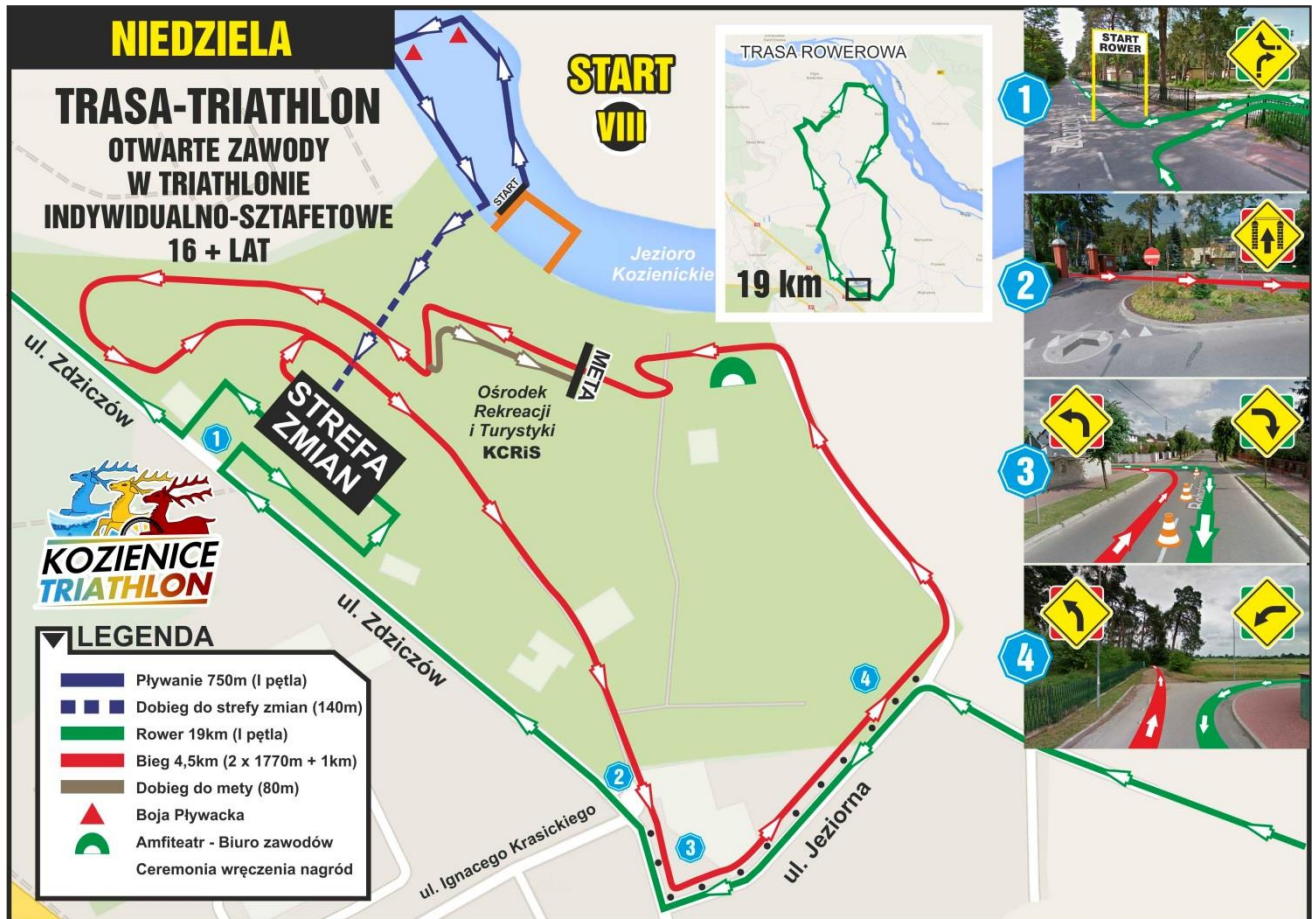 NIEDZIELA
TRASA-TRIATHLON
OTWARTE ZAWODY
W TRIATHLONIE
INDYWIDUALNO-SZTAFETOWE
16 + LAT
START
VIII
START
Jezioro
Kozienickie
TRASA ROWEROWA
19 km
ul. Zdziczów
STREFA
ZMIAN
META
Ośrodek
Rekreacji
i Turystyki
KCRiS
1
KOZIENICE
TRIATHLON
ul. Zdziczów
4
2
3
ul. Ignacego Krasickiego
ul. Jeziorna
LEGENDA
Pływanie 750m (I pętla)
Dobieg do strefy zmian (140m)
Rower 19km (I pętla)
Bieg 4,5km (2 x 1770m + 1km)
Dobieg do mety (80m)
Boja Pływacka
Amfiteatr - Biuro zawodów
Ceremonia wręczenia nagród
1
START
ROWER
2
3
4